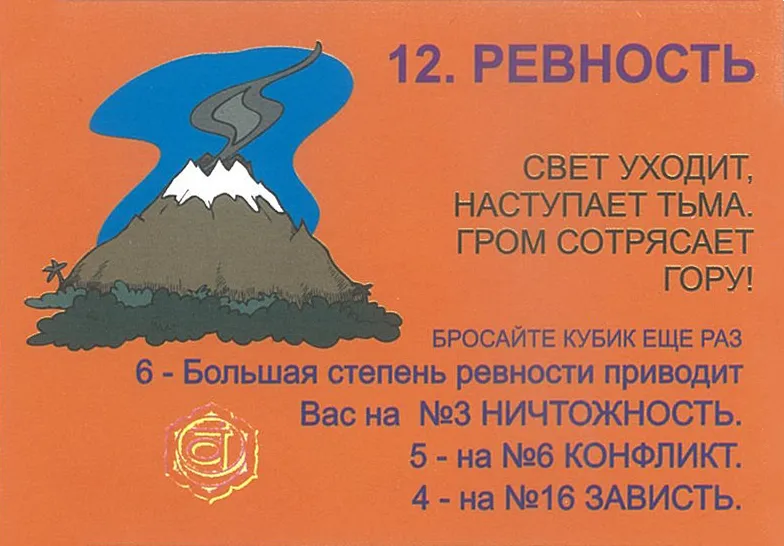 12. РЕВНОСТЬ
СВЕТ УХОДИТ,
НАСТУПАЕТ ТЬМА.
ГРОМ СОТРЯСАЕТ
ГОРУ!
БРОСАЙТЕ КУБИК ЕЩЕ РАЗ
6 - Большая степень ревности приводит
Вас на №3 НИЧТОЖНОСТЬ.
5 - на №6 КОНФЛИКТ.
4 - на №16 ЗАВИСТЬ.